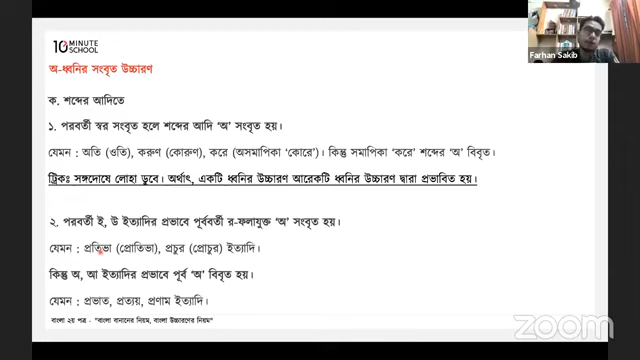 10 MINUTE SCHOOL
Farhan Sakib
অ-ধ্বনির সংবৃত উচ্চারণ
ক. শব্দের আদিতে
১. পরবর্তী স্বর সংবৃত হলে শব্দের আদি 'অ' সংবৃত হয়।
যেমন : অতি (ওতি), করুণ (কোরুণ), করে (অসমাপিকা 'কোরে')। কিন্তু সমাপিকা 'করে' শব্দের 'অ' বিবৃত।
ট্রিকঃ সঙ্গদোষে লোহা ডুবে। অর্থাৎ, একটি ধ্বনির উচ্চারণ আরেকটি ধ্বনির উচ্চারণ দ্বারা প্রভাবিত হয়।
২. পরবর্তী ই, উ ইত্যাদির প্রভাবে পূর্ববর্তী র-ফলাযুক্ত 'অ' সংবৃত হয়।
যেমন : প্রতিভা (প্রোতিভা), প্রচুর (প্রোচুর) ইত্যাদি।
কিন্তু অ, আ ইত্যাদির প্রভাবে পূর্ব 'অ' বিবৃত হয়।
যেমন : প্রভাত, প্রত্যয়, প্রণাম ইত্যাদি।
বাংলা ২য় পত্র - "বাংলা বানানের নিয়ম, বাংলা উচ্চারণের নিয়ম"
zoom